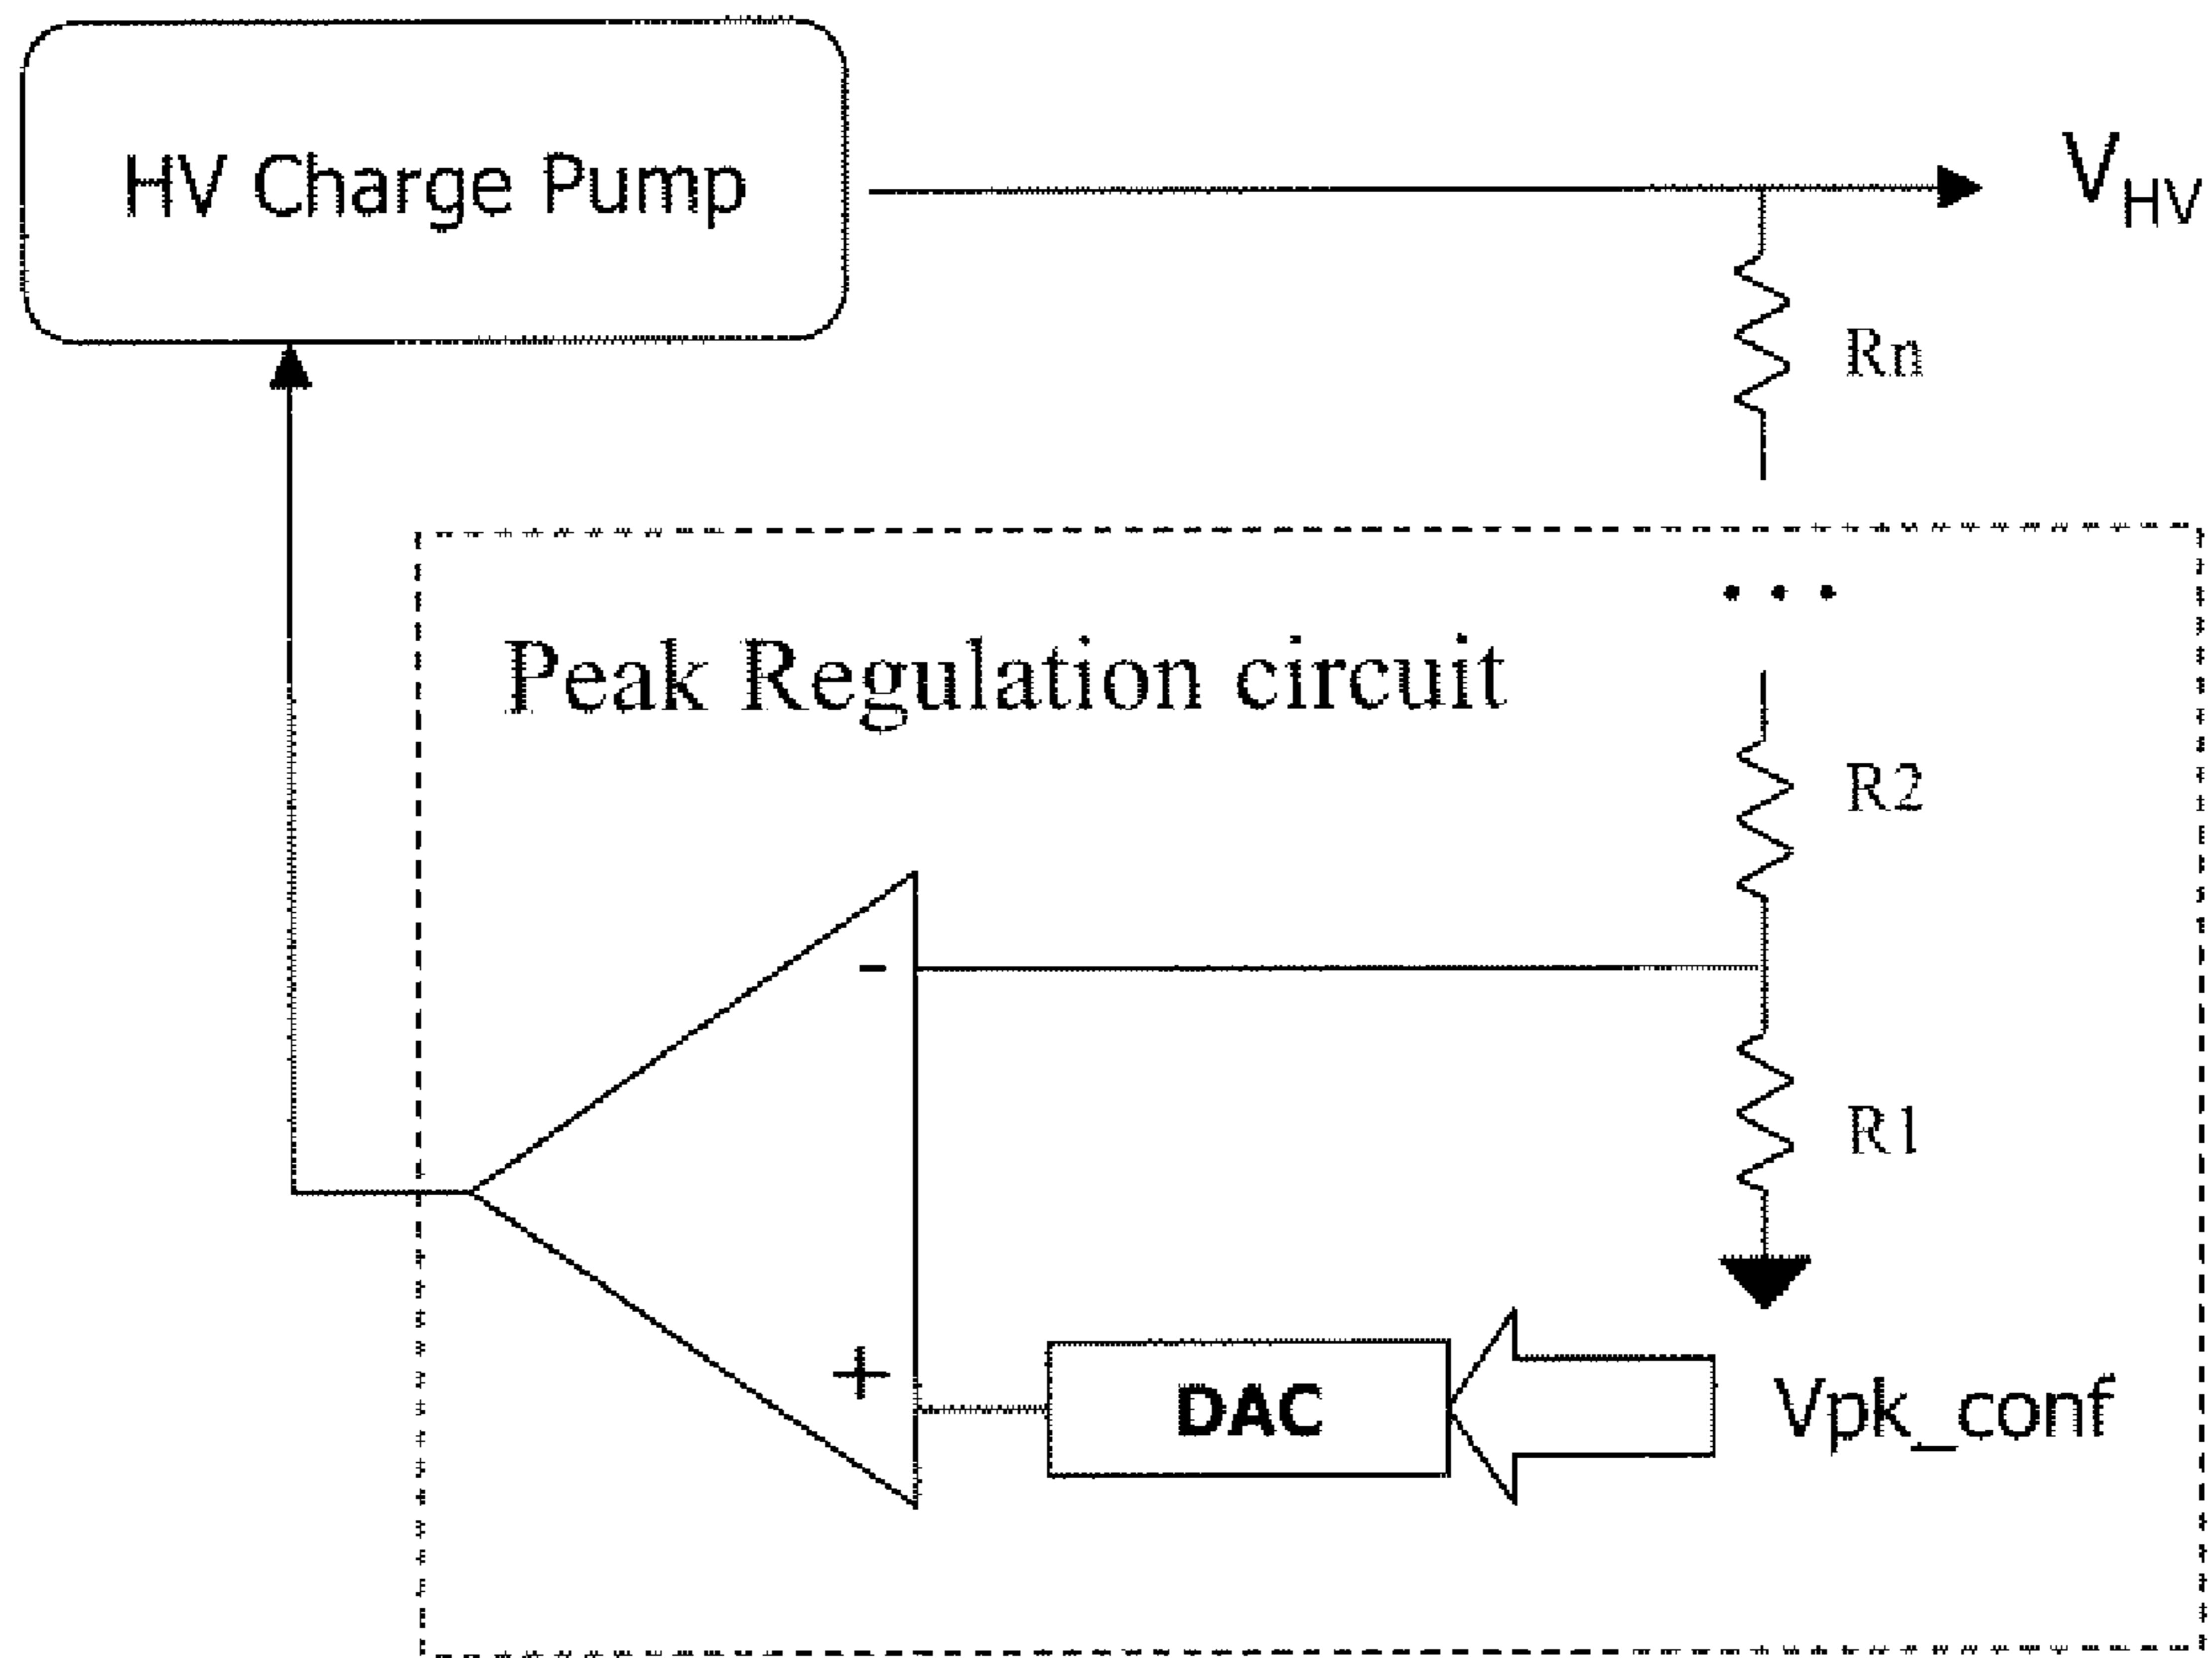 HV Charge Pump
V_HV
Rn
...
Peak Regulation circuit
R2
-
R1
+
DAC
Vpk_conf